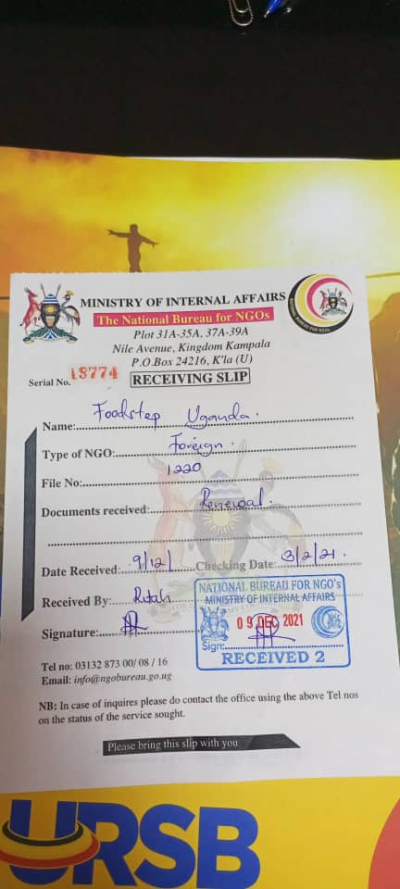 MINISTRY OF INTERNAL AFFAIRS
The National Bureau for NGOs
Plot 31A-35A, 37A-39A
Nile Avenue, Kingdom Kampala
P.O.Box 24216, K'la (U)
Serial No. 18774 RECEIVING SLIP
Name: Foodstep Uganda.
Type of NGO: Foreign.
File No: 1220
Documents received: Renewal.
Date Received: 9/12/ Checking Date: 3/2/21.
Received By: Rutah
Signature:
NATIONAL BUREAU FOR NGO's
MINISTRY OF INTERNAL AFFAIRS
09 DEC 2021
Sign:
RECEIVED 2
Tel no: 03132 873 00/ 08 / 16
Email: info@ngobureau.go.ug
NB: In case of inquires please do contact the office using the above Tel nos
on the status of the service sought.
Please bring this slip with you
URSB